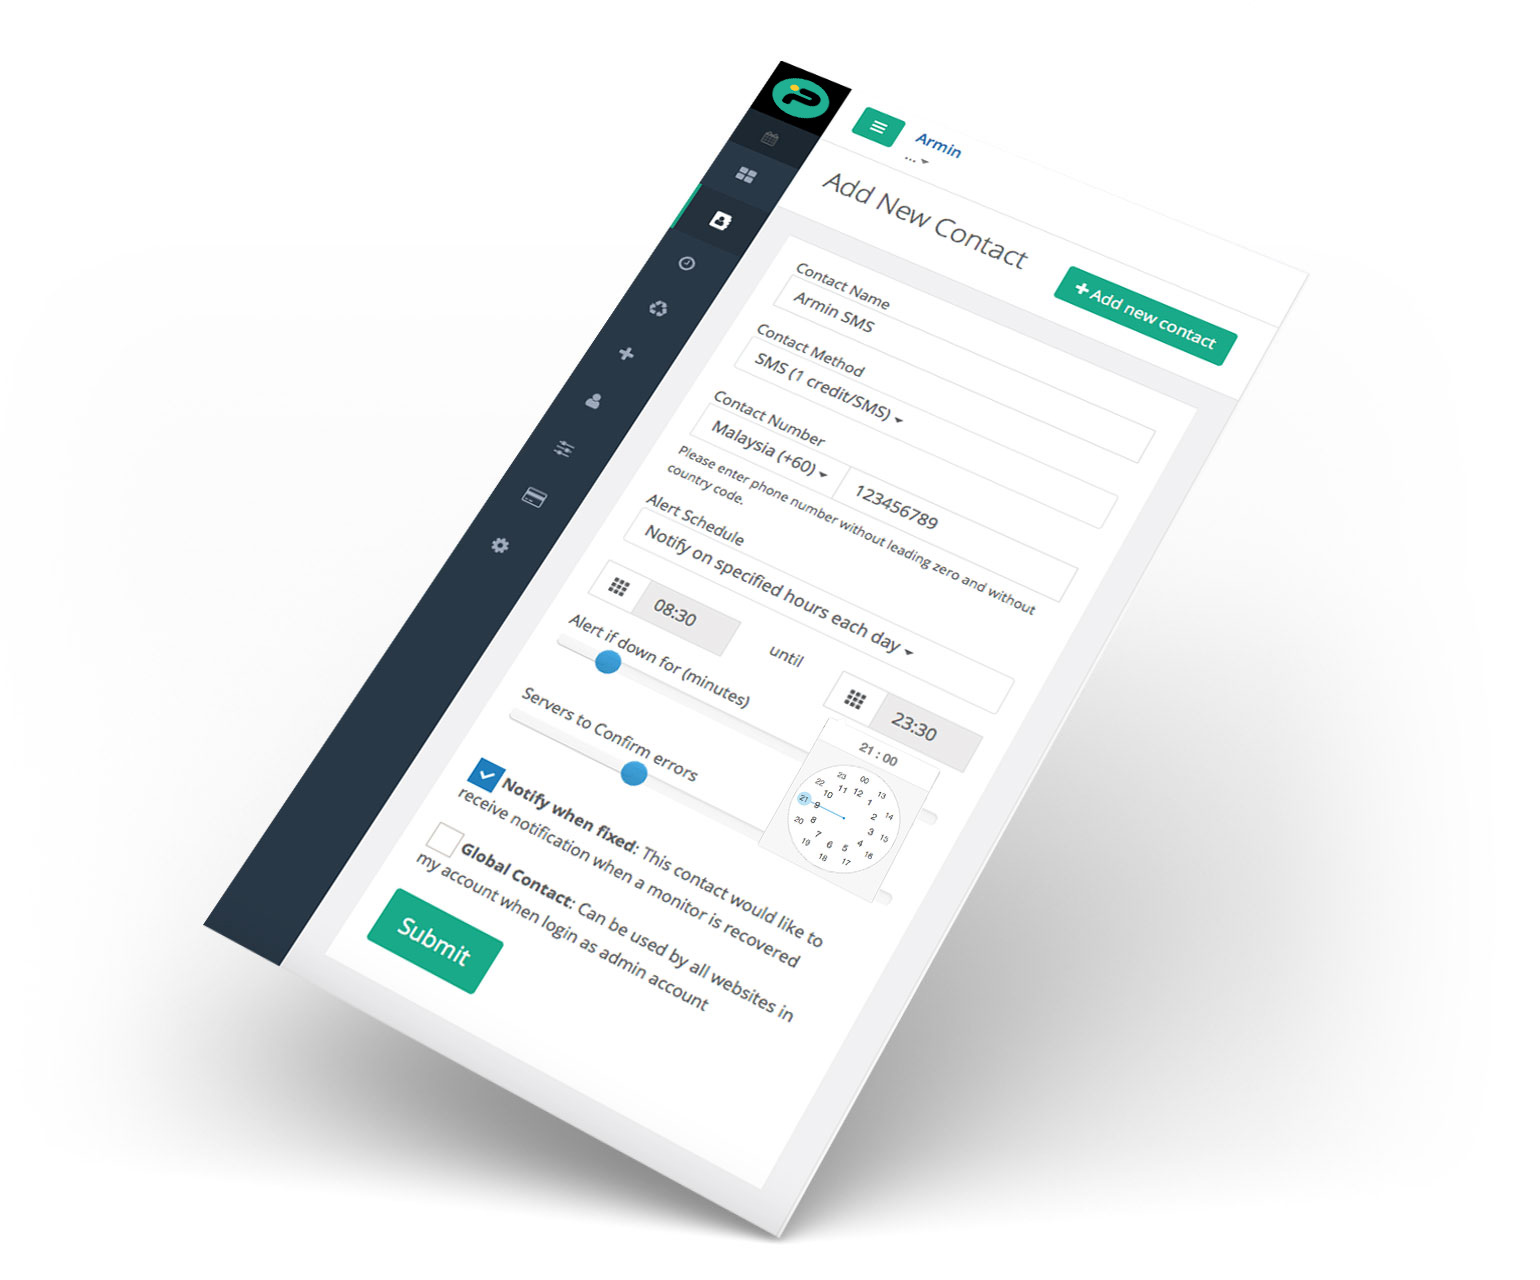 Armin
...
Add New Contact
+ Add new contact
Contact Name
Armin SMS
Contact Method
SMS (1 credit/SMS)
Contact Number
Malaysia (+60)
123456789
Please enter phone number without leading zero and without
country code.
Alert Schedule
Notify on specified hours each day
08:30
until
23:30
Alert if down for (minutes)
21 : 00
23 00
22 13
11 12
10 1
21 14
9 2
3 15
20 8
7 4
19 6 5 16
18 17
Servers to Confirm errors
Notify when fixed: This contact would like to
receive notification when a monitor is recovered
Global Contact: Can be used by all websites in
my account when login as admin account
Submit